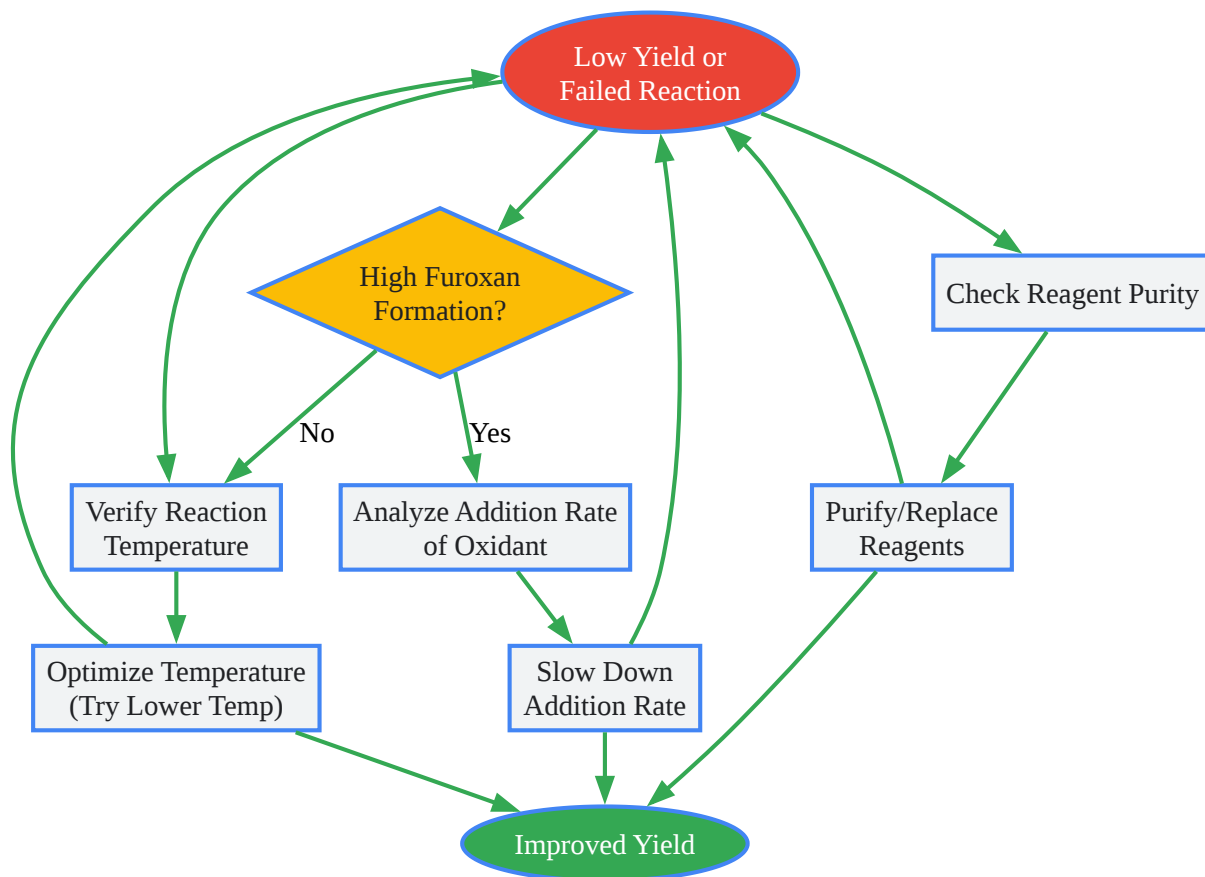 Low Yield or
Failed Reaction
High Furoxan
Formation?
Check Reagent Purity
No
Yes
Verify Reaction
Temperature
Analyze Addition Rate
of Oxidant
Purify/Replace
Reagents
Optimize Temperature
(Try Lower Temp)
Slow Down
Addition Rate
Improved Yield